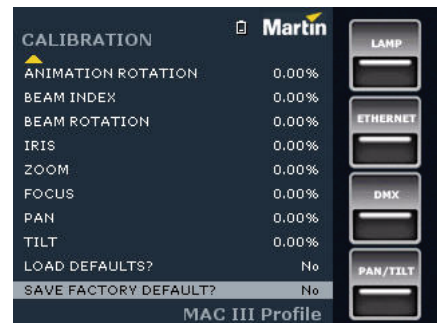 Martin
CALIBRATION
ANIMATION ROTATION 0.00%
BEAM INDEX 0.00%
BEAM ROTATION 0.00%
IRIS 0.00%
ZOOM 0.00%
FOCUS 0.00%
PAN 0.00%
TILT 0.00%
LOAD DEFAULTS? No
SAVE FACTORY DEFAULT? No
MAC III Profile
LAMP
ETHERNET
DMX
PAN/TILT